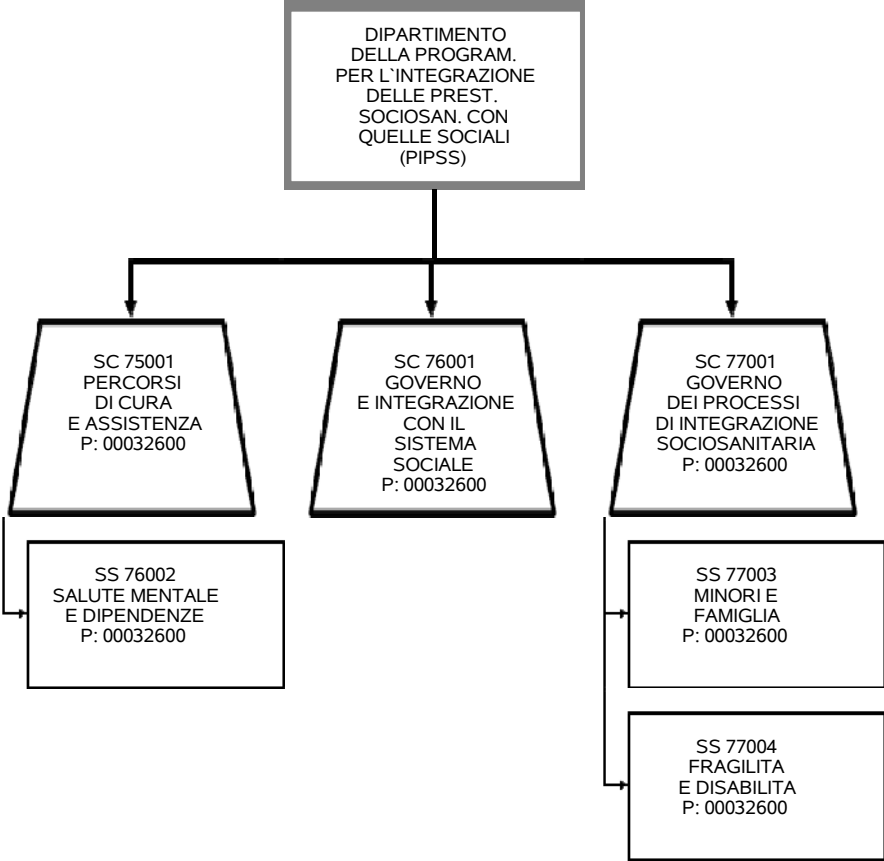 DIPARTIMENTO
DELLA PROGRAM.
PER L`INTEGRAZIONE
DELLE PREST.
SOCIOSAN. CON
QUELLE SOCIALI
(PIPSS)
SC 75001
PERCORSI
DI CURA
E ASSISTENZA
P: 00032600
SC 76001
GOVERNO
E INTEGRAZIONE
CON IL
SISTEMA
SOCIALE
P: 00032600
SC 77001
GOVERNO
DEI PROCESSI
DI INTEGRAZIONE
SOCIOSANITARIA
P: 00032600
SS 76002
SALUTE MENTALE
E DIPENDENZE
P: 00032600
SS 77003
MINORI E
FAMIGLIA
P: 00032600
SS 77004
FRAGILITA
E DISABILITA
P: 00032600